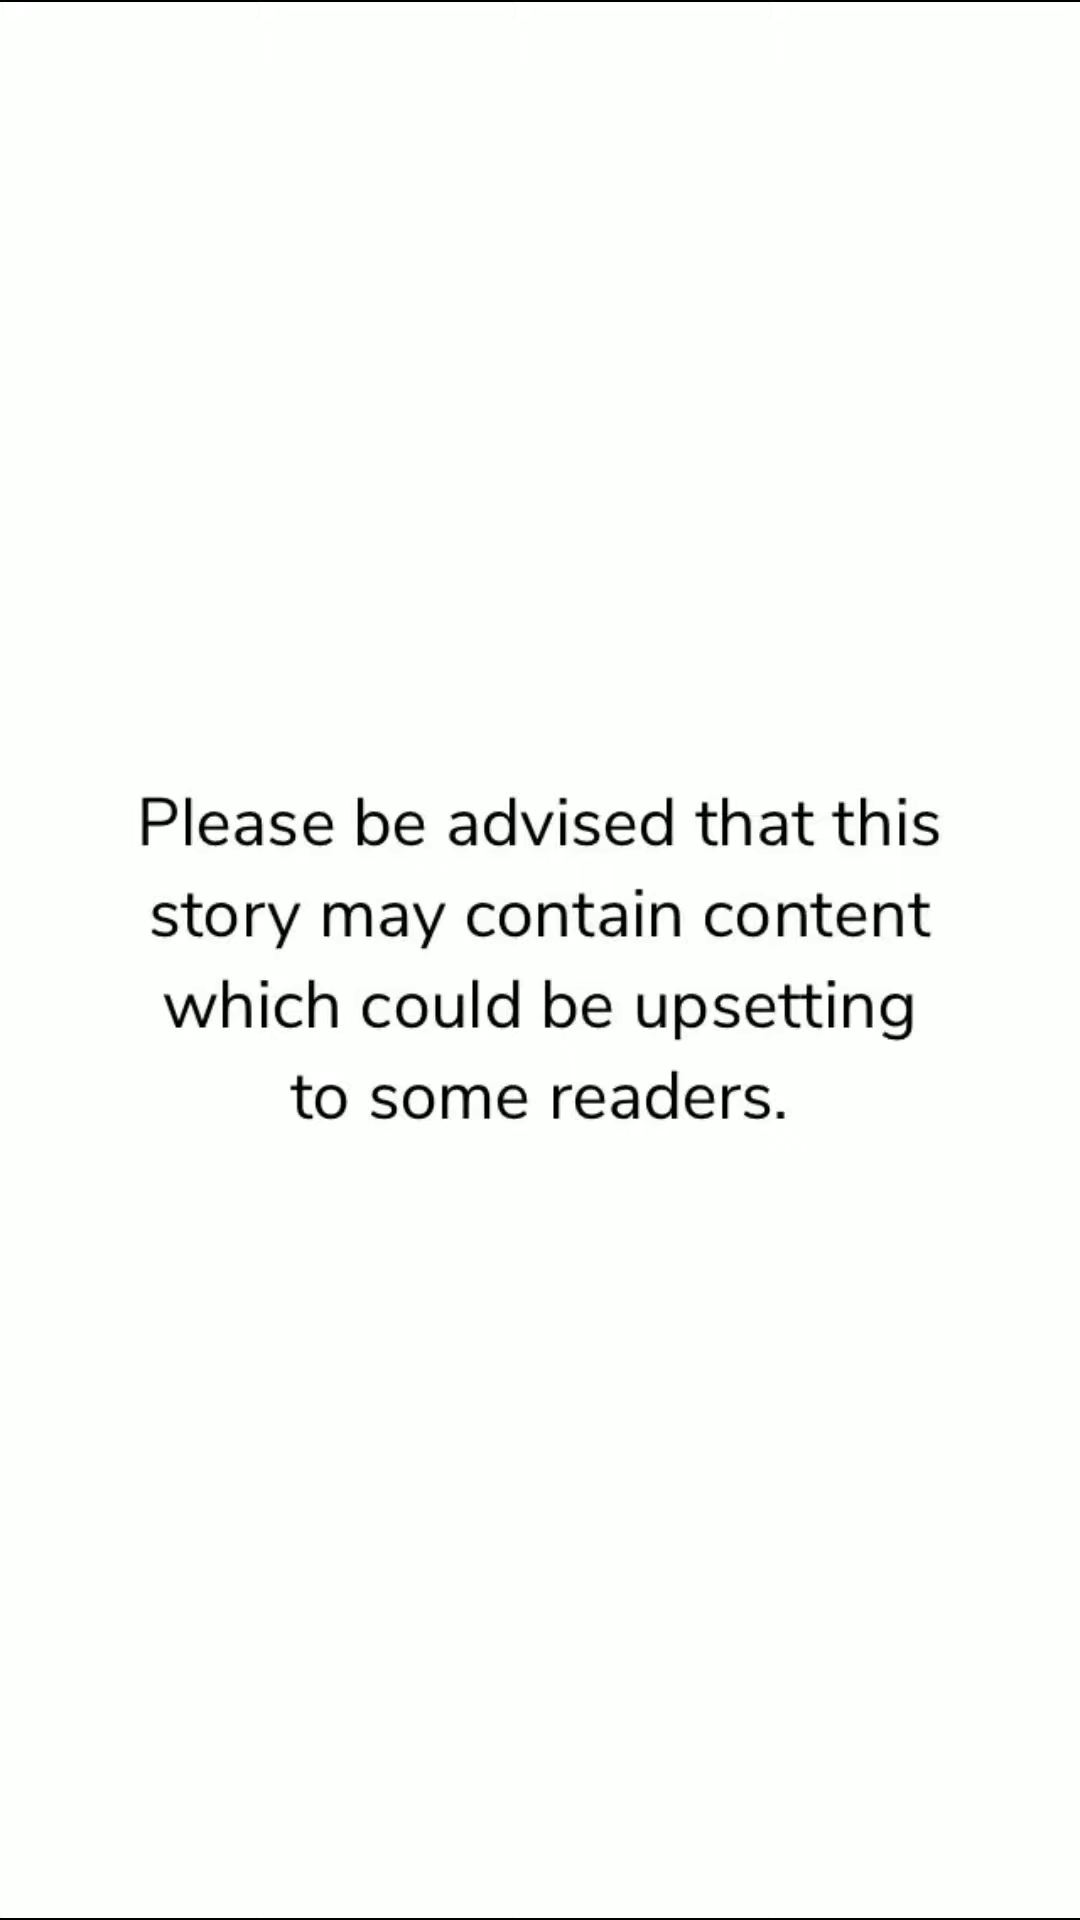 Please be advised that this
story may contain content
which could be upsetting
to some readers.